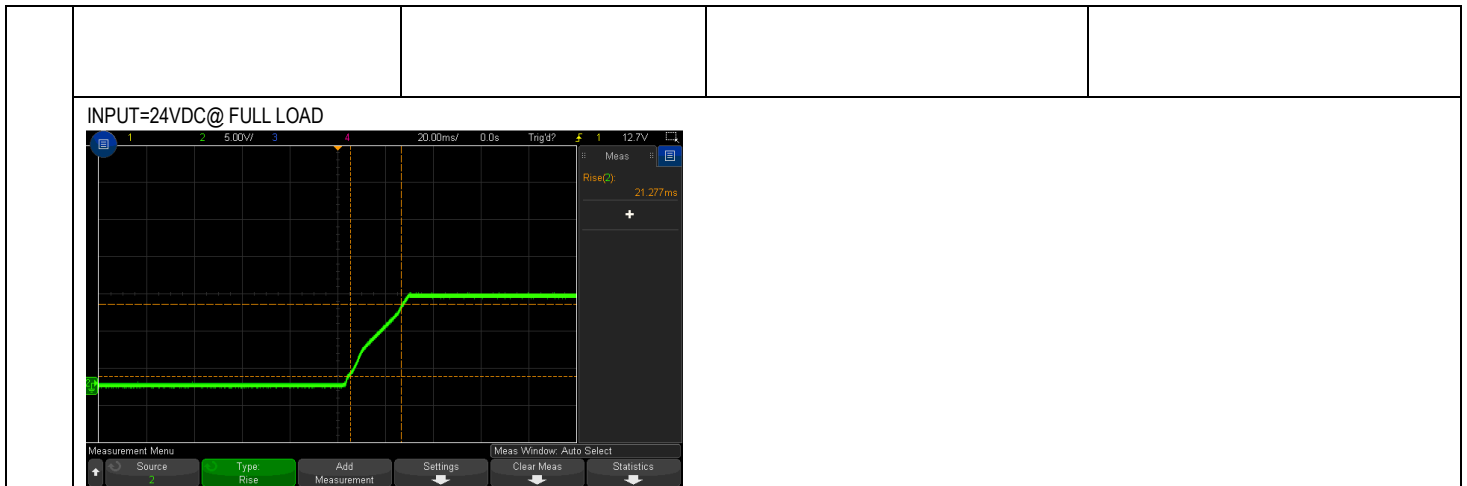 INPUT=24VDC@ FULL LOAD
1 2 5.00V/ 3 4 20.00ms/ 0.0s Trig'd? 1 12.7V
Meas
Rise(2):
21.277ms
+
Measurement Menu Meas Window: Auto Select
Source Type: Add Settings Clear Meas Statistics
2 Rise Measurement